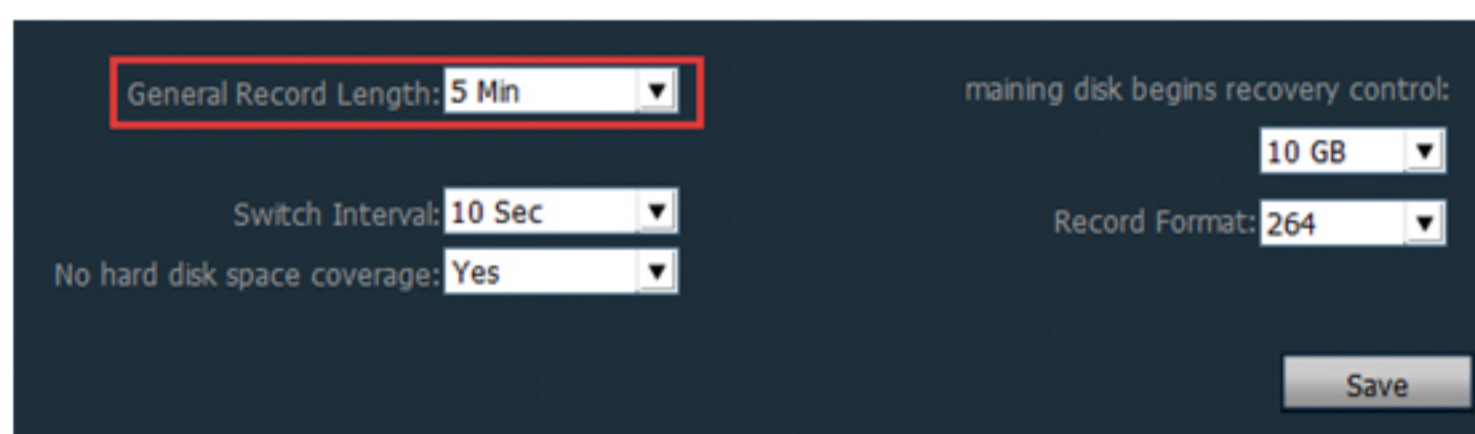 General Record Length: 5 Min
maining disk begins recovery control:
10 GB
Switch Interval: 10 Sec
Record Format: 264
No hard disk space coverage: Yes
Save